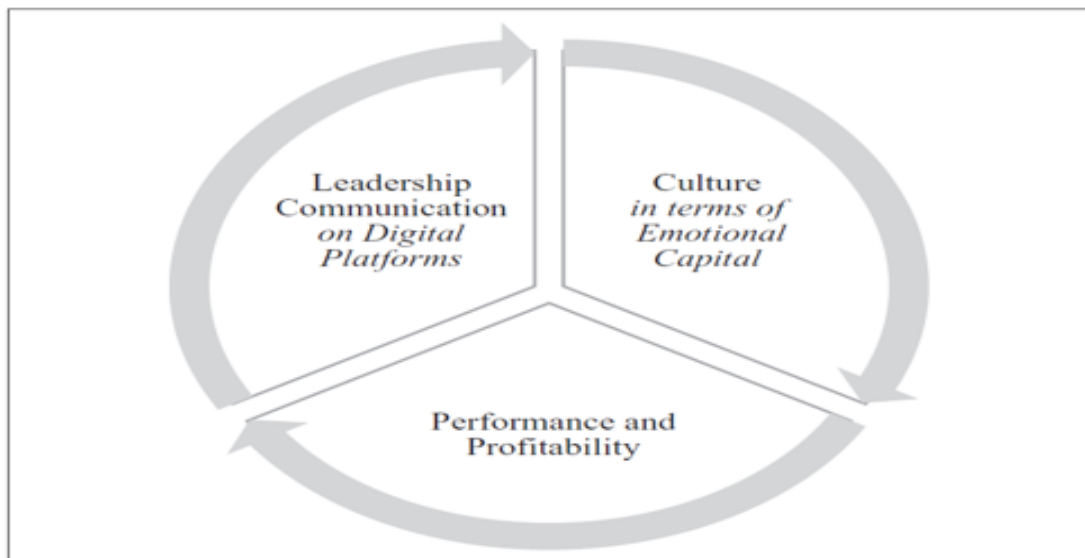 Leadership
Communication
on Digital
Platforms
Culture
in terms of
Emotional
Capital
Performance and
Profitability